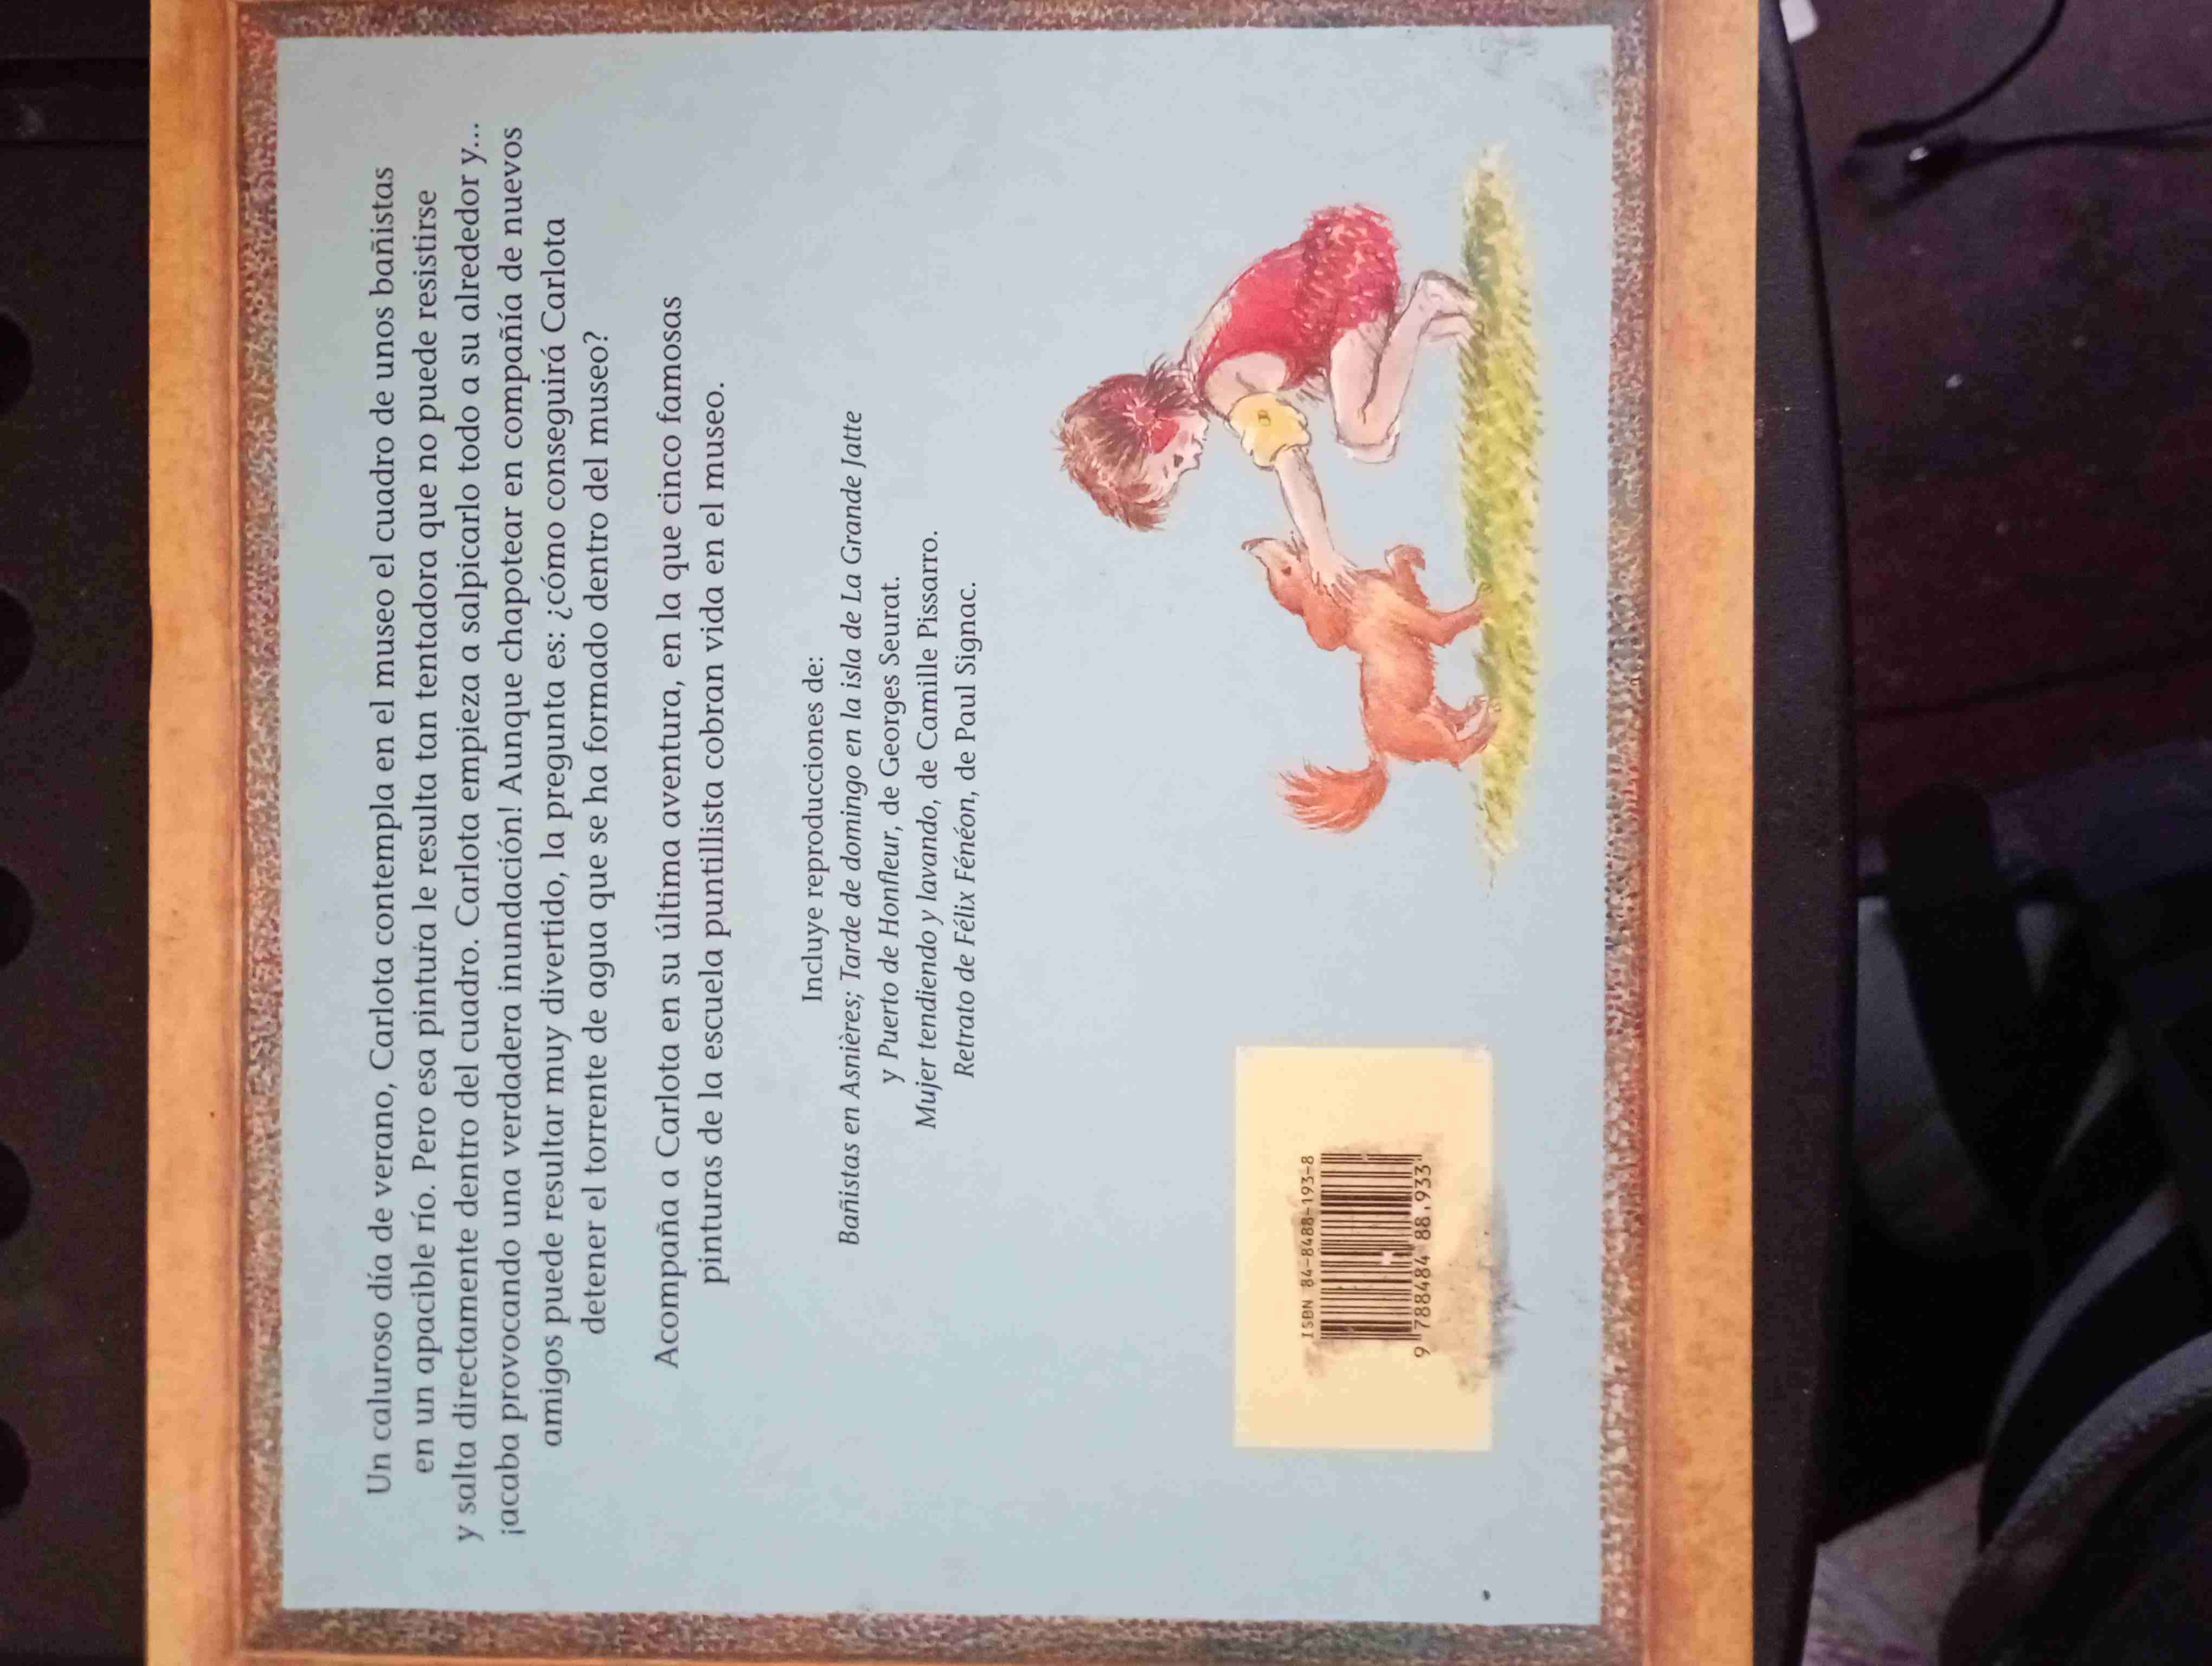 Un caluroso día de verano, Carlota contempla en el museo el cuadro de unos bañistas
en un apacible río. Pero esa pintura le resulta tan tentadora que no puede resistirse
y salta directamente dentro del cuadro. Carlota empieza a salpicarlo todo a su alrededor y...
¡acaba provocando una verdadera inundación! Aunque chapotear en compañía de nuevos
amigos puede resultar muy divertido, la pregunta es: ¿cómo conseguirá Carlota
detener el torrente de agua que se ha formado dentro del museo?
Acompaña a Carlota en su última aventura, en la que cinco famosas
pinturas de la escuela puntillista cobran vida en el museo.
Incluye reproducciones de:
Bañistas en Asnières; Tarde de domingo en la isla de La Grande Jatte
y Puerto de Honfleur, de Georges Seurat.
Mujer tendiendo y lavando, de Camille Pissarro.
Retrato de Félix Fénéon, de Paul Signac.
ISBN 84-8488-193-8
9 788484 88.933